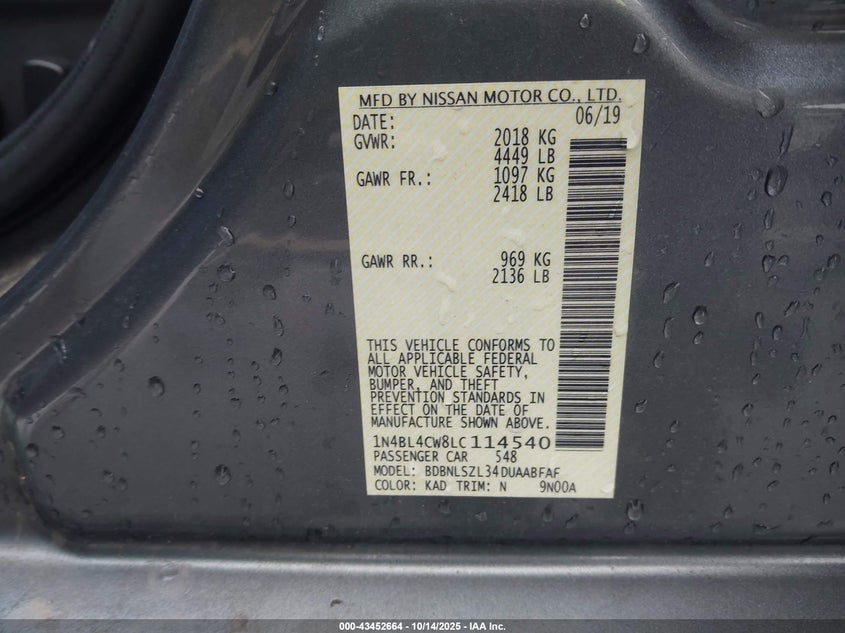 MFD BY NISSAN MOTOR CO., LTD.
DATE: 06/19
GVWR: 2018 KG
4449 LB
GAWR FR.: 1097 KG
2418 LB
GAWR RR.: 969 KG
2136 LB
THIS VEHICLE CONFORMS TO
ALL APPLICABLE FEDERAL
MOTOR VEHICLE SAFETY,
BUMPER, AND THEFT
PREVENTION STANDARDS IN
EFFECT ON THE DATE OF
MANUFACTURE SHOWN ABOVE.
1N4BL4CW8LC114540
PASSENGER CAR 548
MODEL: BDBNLSZL34DUAABFAF
COLOR: KAD TRIM: N 9N00A
000-43452664 - 10/14/2025 - IAA Inc.